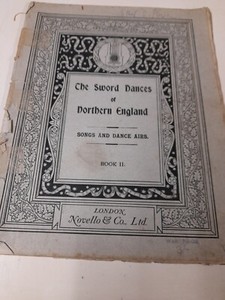 The Sword Dances
of
Northern England
SONGS AND DANCE AIRS.
BOOK II.
LONDON,
Novello & Co. Ltd.